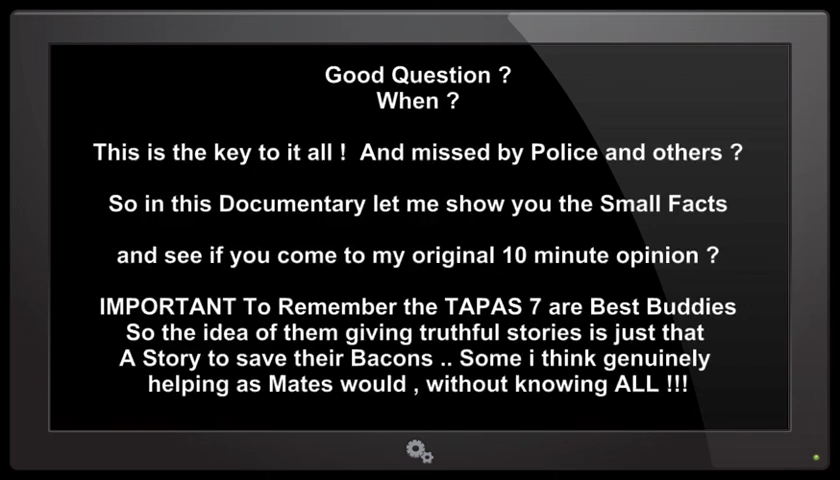 Good Question ?
When ?
This is the key to it all !  And missed by Police and others ?
So in this Documentary let me show you the Small Facts
and see if you come to my original 10 minute opinion ?
IMPORTANT To Remember the TAPAS 7 are Best Buddies
So the idea of them giving truthful stories is just that
A Story to save their Bacons .. Some i think genuinely
helping as Mates would , without knowing ALL !!!